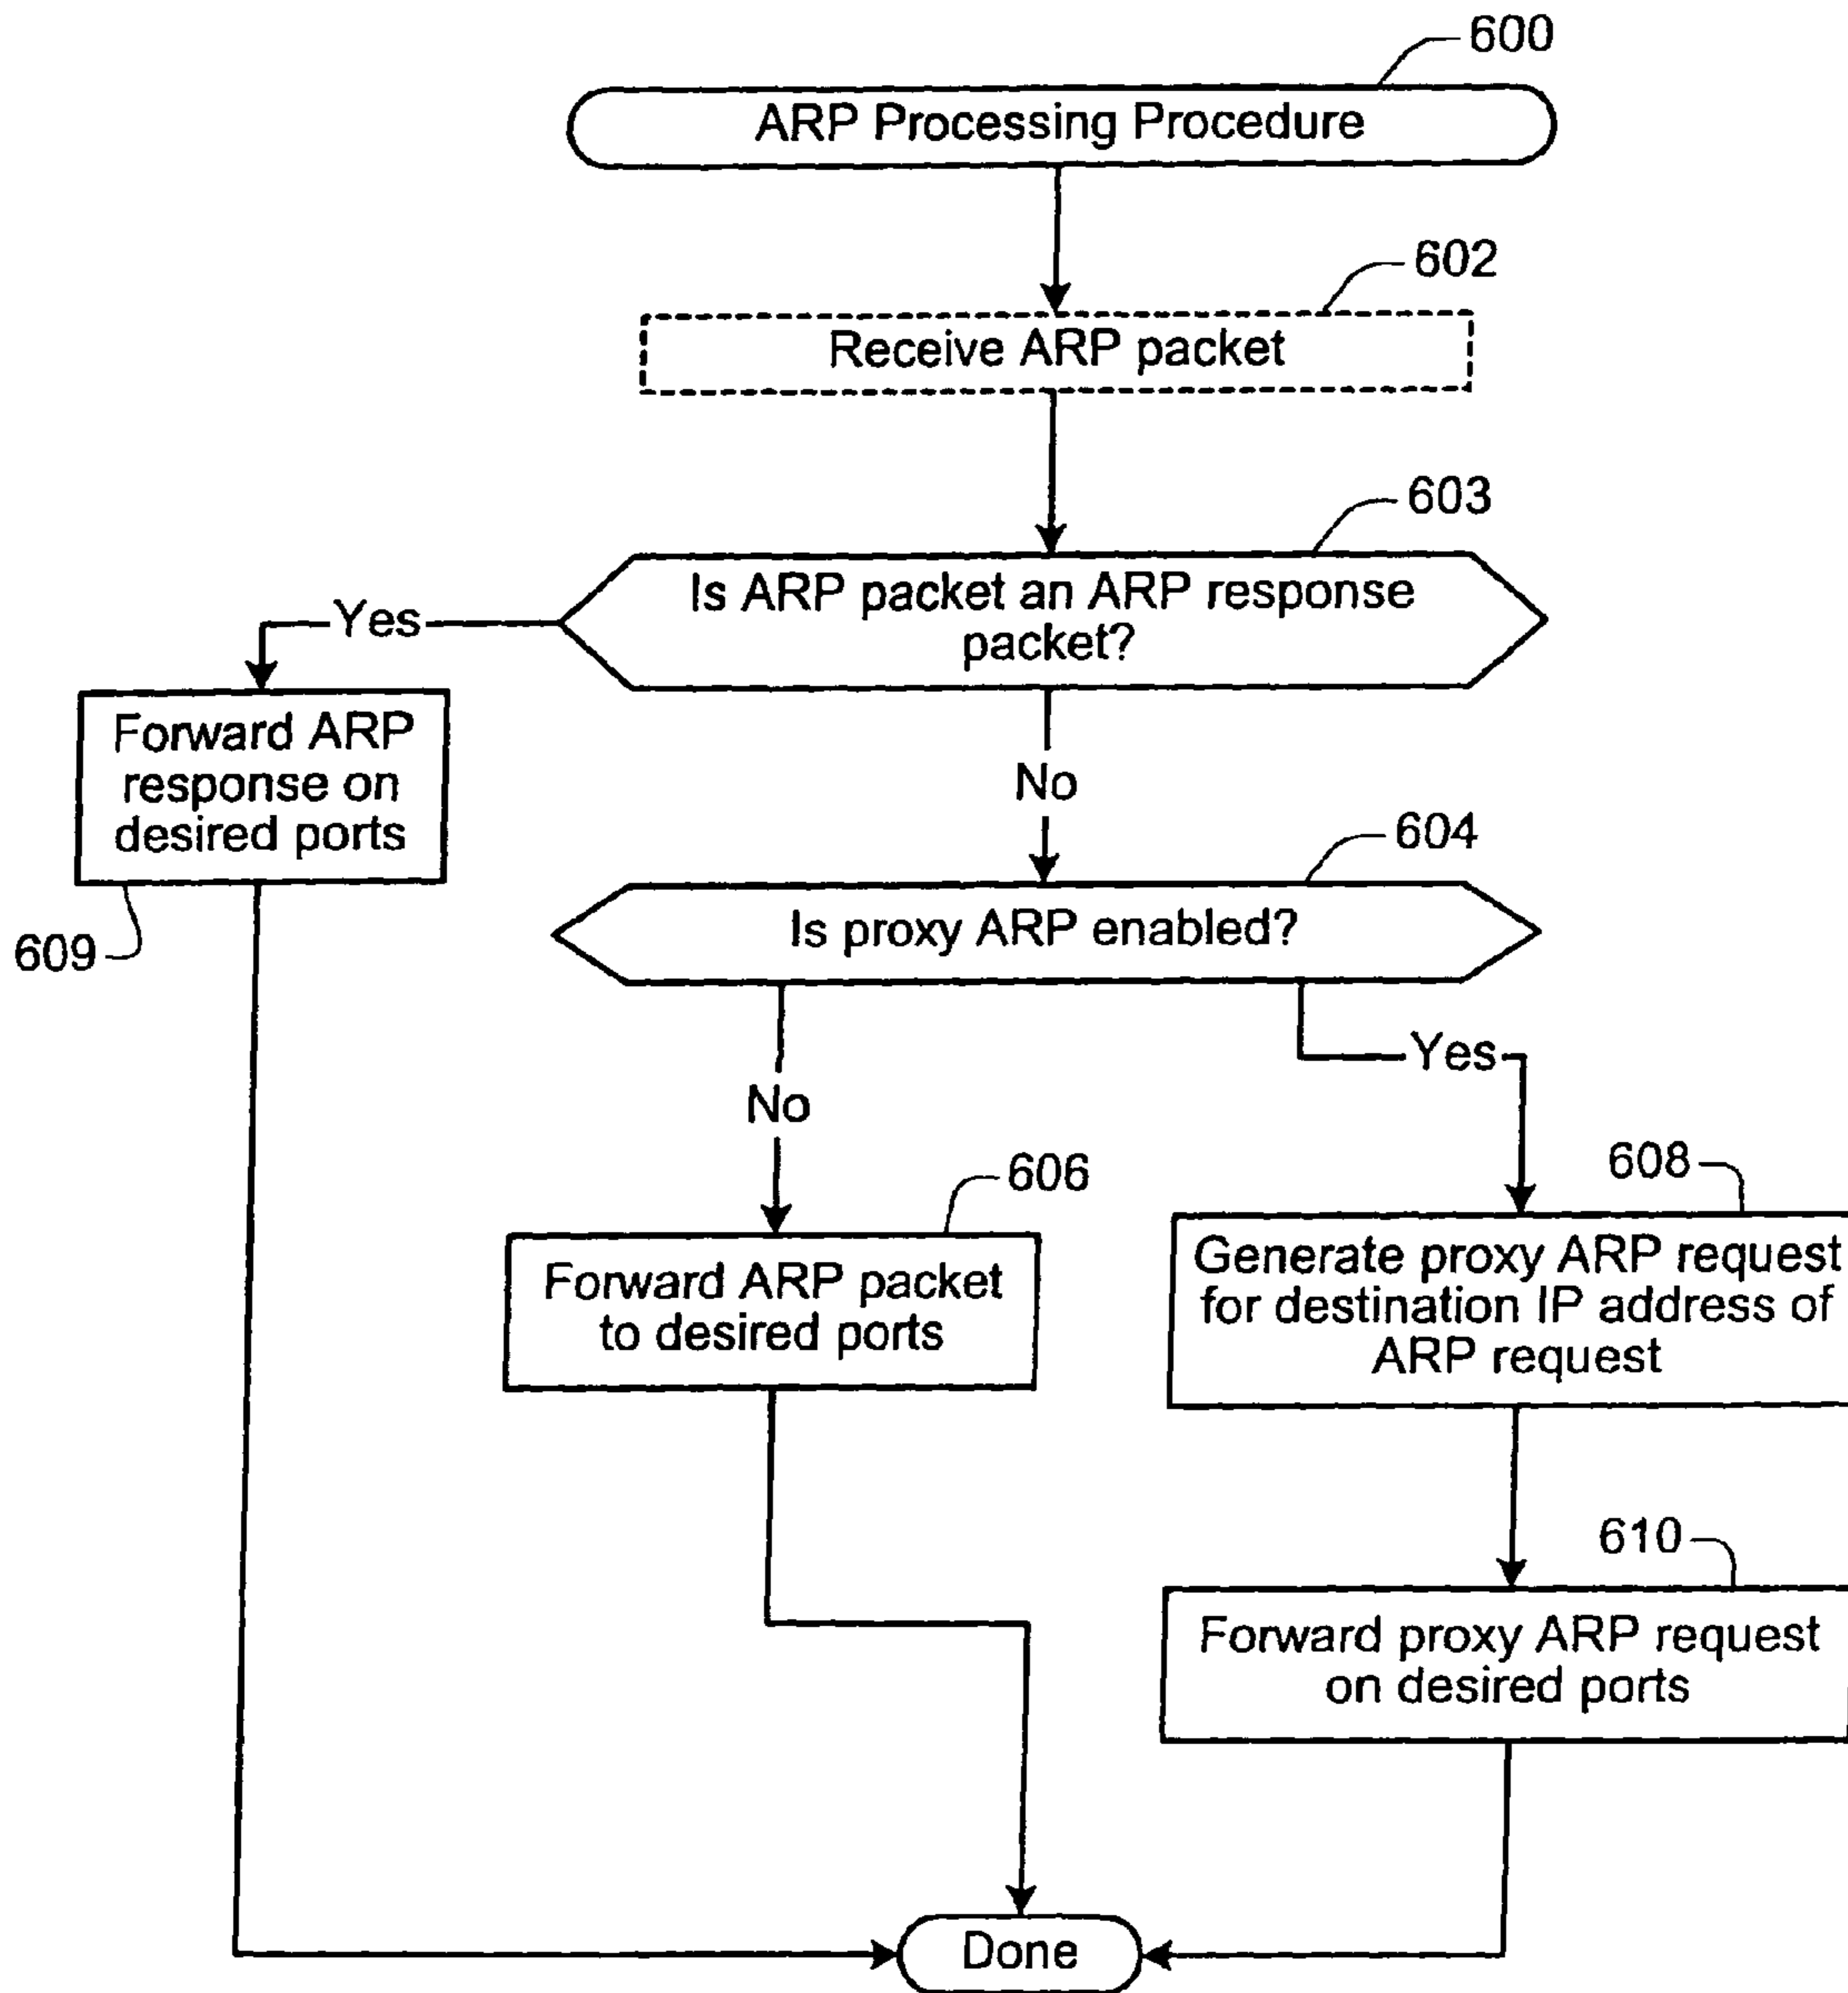 600
ARP Processing Procedure
602
Receive ARP packet
603
Is ARP packet an ARP response
packet?
Yes
Forward ARP
response on
desired ports
609
No
604
Is proxy ARP enabled?
No
Yes
606
Forward ARP packet
to desired ports
608
Generate proxy ARP request
for destination IP address of
ARP request
610
Forward proxy ARP request
on desired ports
Done